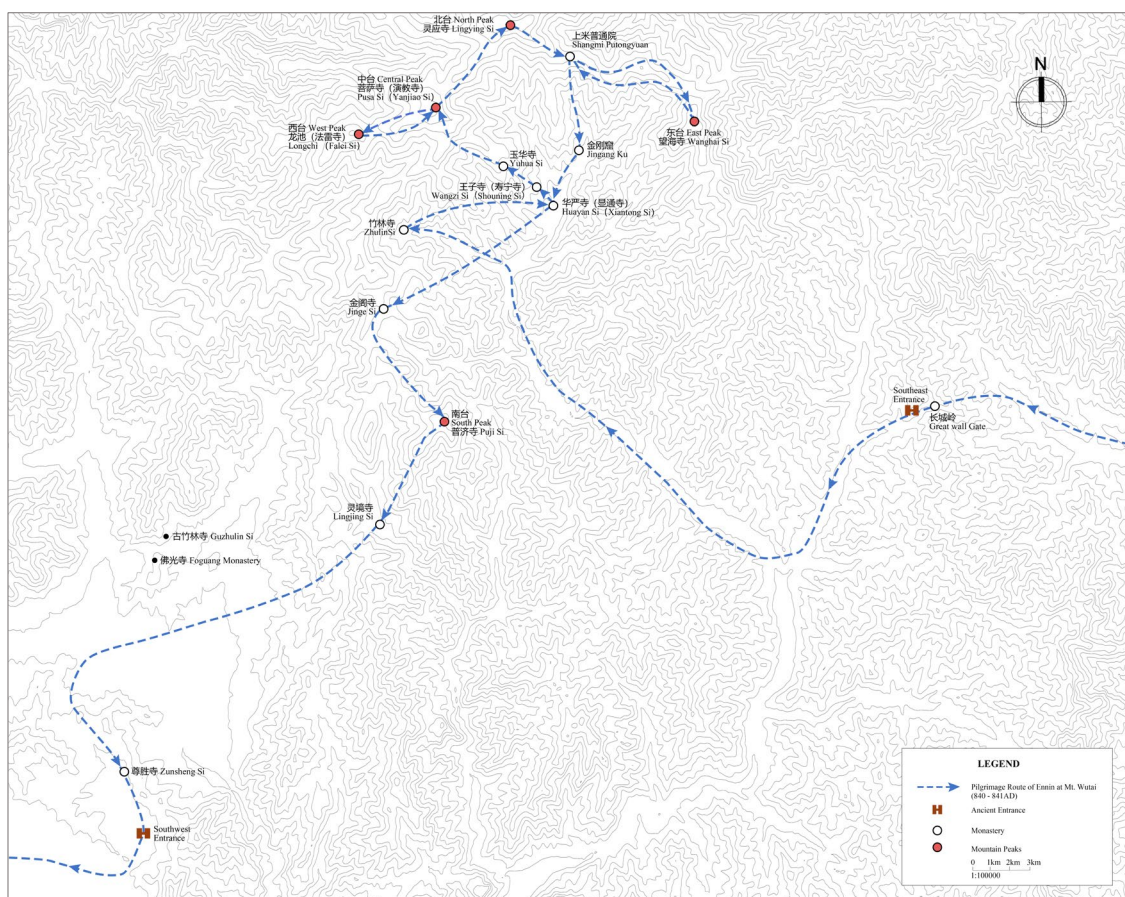 北台 North Peak
灵应寺 Lingying Si
上米普通院
Shangmi Putongyuan
N
中台 Central Peak
菩萨寺（演教寺）
Pusa Si（Yanjiao Si）
西台 West Peak
龙池（法雷寺）
Longchi （Falei Si）
东台 East Peak
望海寺 Wanghai Si
金刚窟
Jingang Ku
玉华寺
Yuhua Si
王子寺（寿宁寺）
Wangzi Si（Shouning Si）
华严寺（显通寺）
Huayan Si（Xiantong Si）
竹林寺
ZhulinSi
金阁寺
Jinge Si
Southeast
Entrance
长城岭
Great wall Gate
南台
South Peak
普济寺 Puji Si
灵境寺
Lingjing Si
古竹林寺 Guzhulin Si
佛光寺 Foguang Monastery
尊胜寺 Zunsheng Si
Southwest
Entrance
LEGEND
Pilgrimage Route of Ennin at Mt. Wutai
(840 - 841AD)
Ancient Entrance
Monastery
Mountain Peaks
0 1km 2km 3km
1:100000